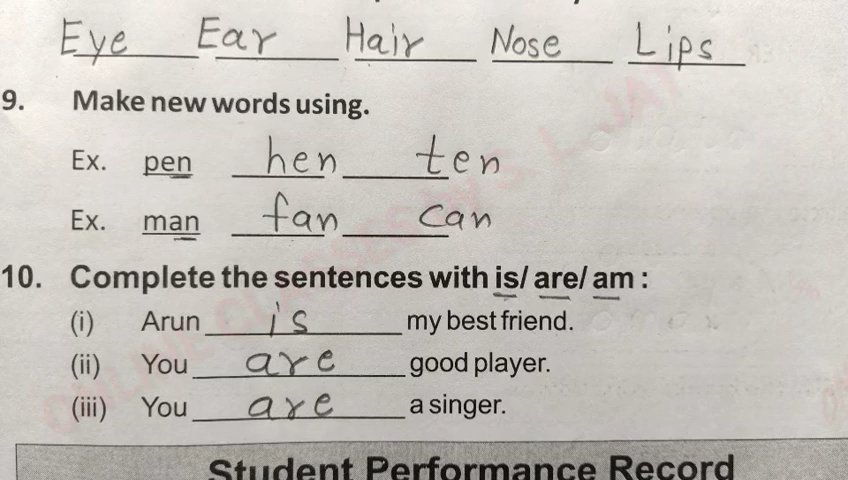 Eye Ear Hair Nose Lips
9. Make new words using.
Ex. pen hen ten
Ex. man fan can
10. Complete the sentences with is/ are/ am :
(i) Arun is my best friend.
(ii) You are good player.
(iii) You are a singer.
Student Performance Record